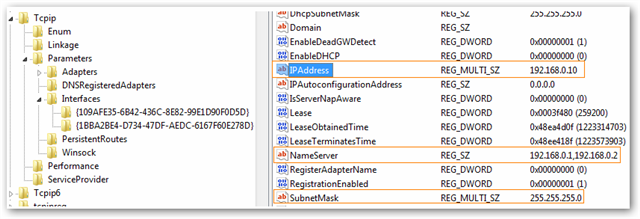 Tcpip
Enum
Linkage
Parameters
Adapters
DNSRegisteredAdapters
Interfaces
{109AFE35-6B42-436C-8E82-99E1D90F0D5D}
{1BBA2BE4-D734-47DF-AEDC-6167F60E278D}
PersistentRoutes
Winsock
Performance
ServiceProvider
Tcpip6
tcpipreg
DhcpSubnetMask REG_SZ 255.255.255.0
Domain REG_SZ
EnableDeadGWDetect REG_DWORD 0x00000001 (1)
EnableDHCP REG_DWORD 0x00000000 (0)
IPAddress REG_MULTI_SZ 192.168.0.10
IPAutoconfigurationAddress REG_SZ 0.0.0.0
IsServerNapAware REG_DWORD 0x00000000 (0)
Lease REG_DWORD 0x0003f480 (259200)
LeaseObtainedTime REG_DWORD 0x48ea4d0f (1223314703)
LeaseTerminatesTime REG_DWORD 0x48ee418f (1223573903)
NameServer REG_SZ 192.168.0.1,192.168.0.2
RegisterAdapterName REG_DWORD 0x00000000 (0)
RegistrationEnabled REG_DWORD 0x00000001 (1)
SubnetMask REG_MULTI_SZ 255.255.255.0